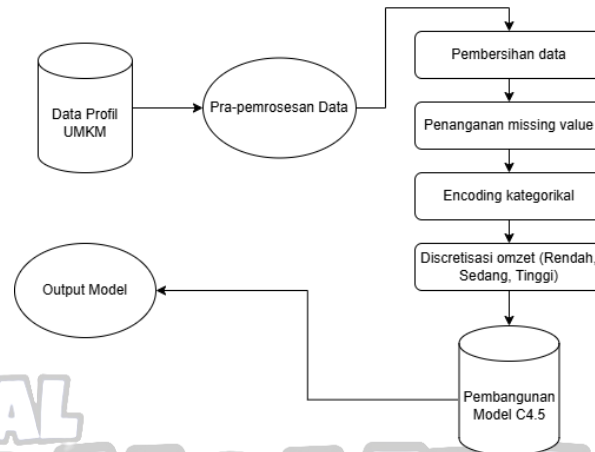 Data Profil
UMKM
Pra-pemrosesan Data
Pembersihan data
Penanganan missing value
Encoding kategorikal
Discretisasi omzet (Rendah,
Sedang, Tinggi)
Pembangunan
Model C4.5
Output Model
AL